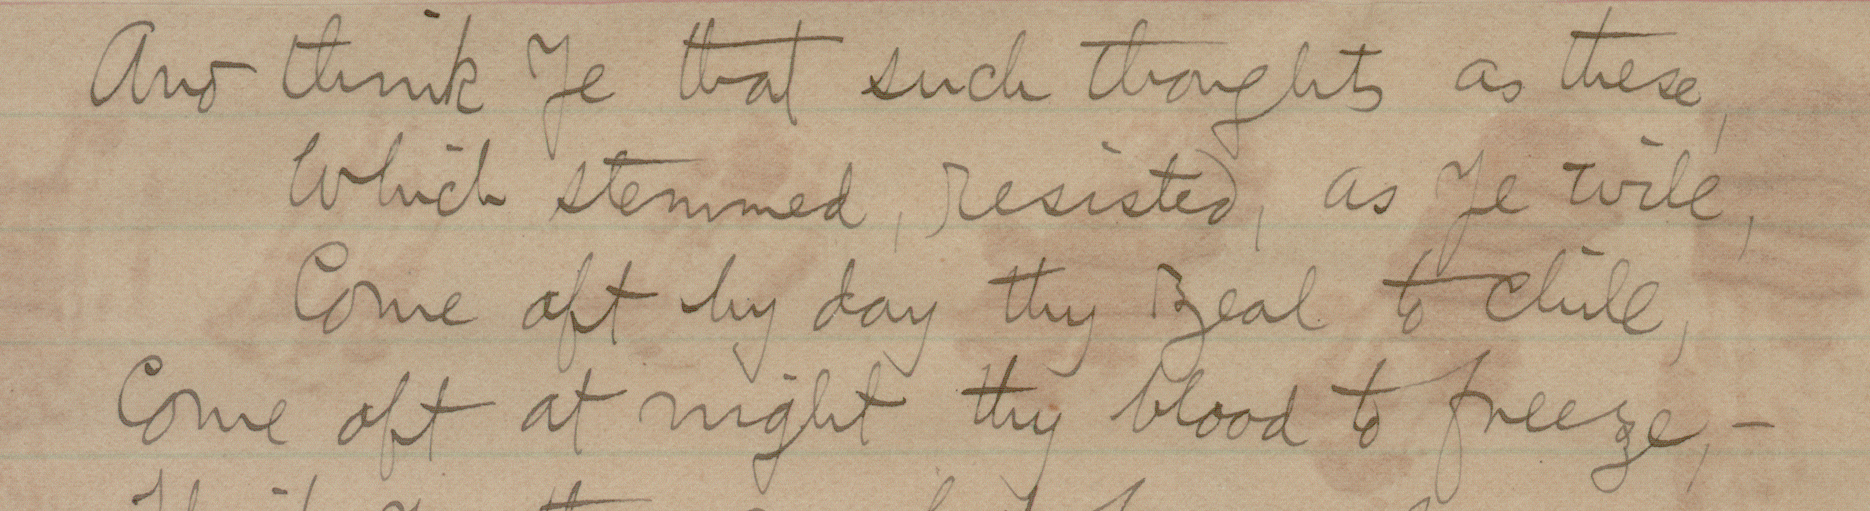 And think Ye that such thoughts as these,
Which stemmed, resisted, as Ye will,
Come oft by day thy zeal to chill,
Come oft at night thy blood to freeze, -